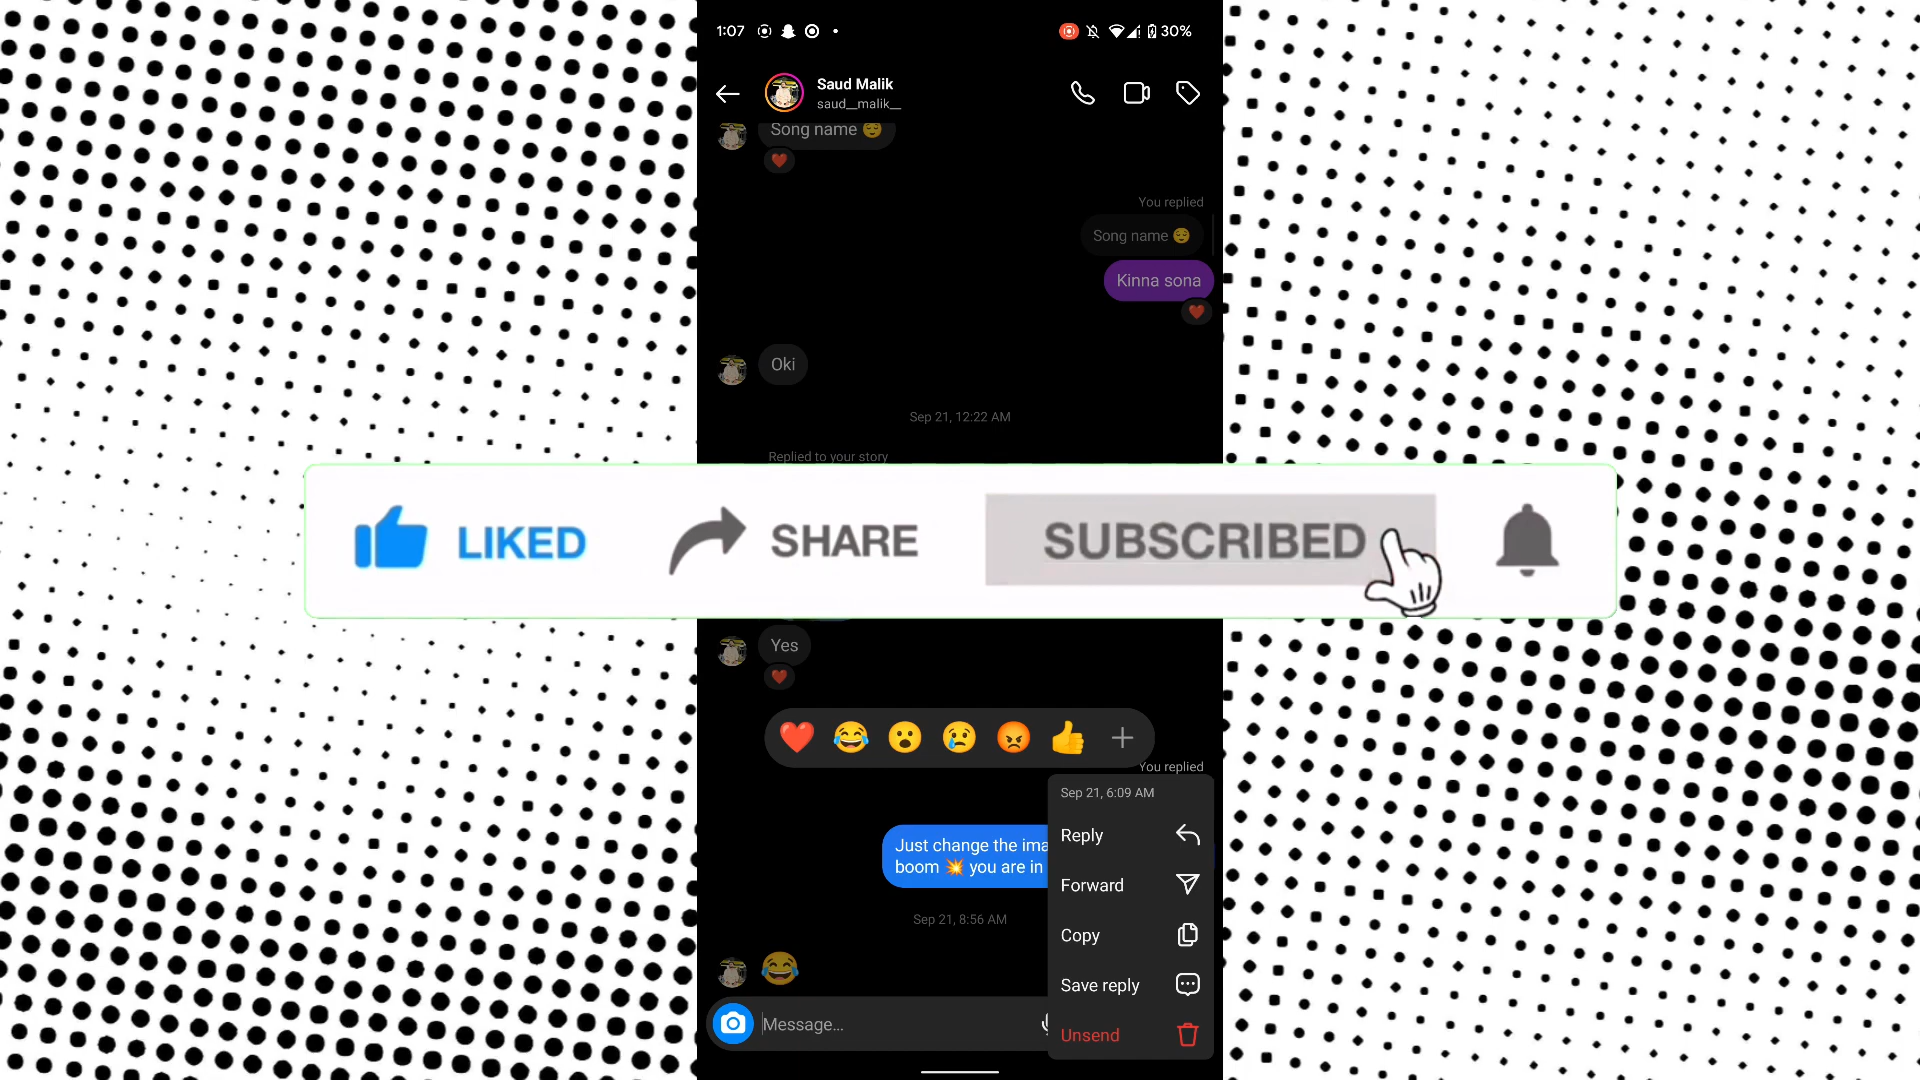 1:07
30%
Saud Malik
saud__malik__
Song name 😌
You replied
Song name 😌
Kinna sona
Oki
Sep 21, 12:22 AM
Replied to your story
LIKED
SHARE
SUBSCRIBED
Yes
You replied
Sep 21, 6:09 AM
Just change the ima
boom 💥 you are in
Reply
Forward
Sep 21, 8:56 AM
Copy
Save reply
Message...
Unsend